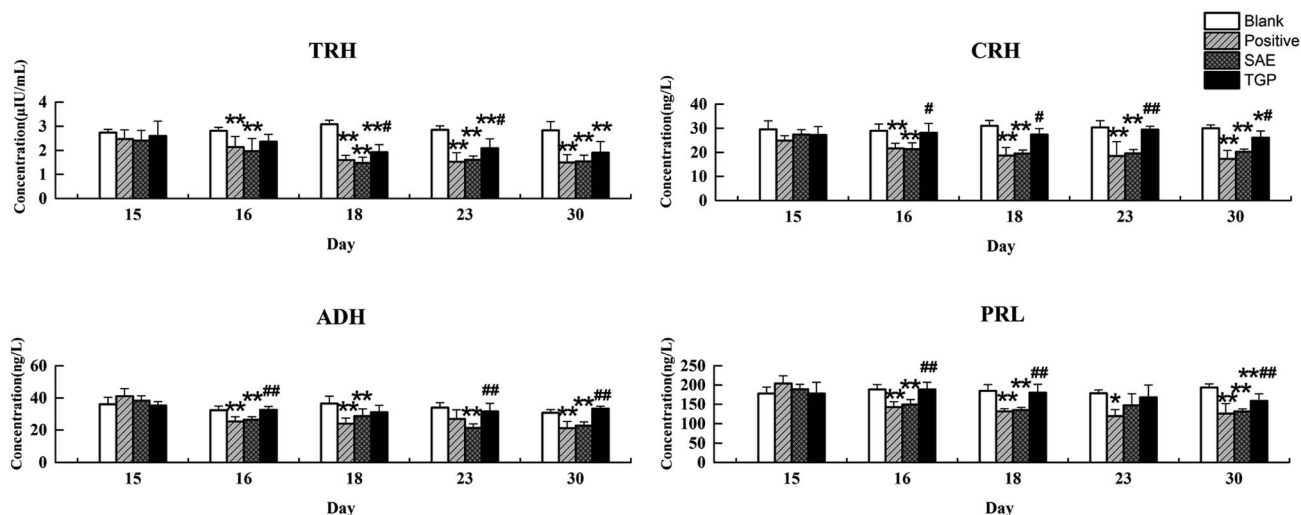 Blank
Positive
SAE
TGP
TRH
Concentration(μIU/mL)
4
3
2
1
0
** ** ** ** **# ** ** **# ** ** **
15 16 18 23 30
Day
CRH
Concentration(ng/L)
40
30
20
10
0
** ** # ** ** # ** ** ## ** ** *#
15 16 18 23 30
Day
ADH
Concentration(ng/L)
60
40
20
0
** ** ## ** ** ** ## ** ** ##
15 16 18 23 30
Day
PRL
Concentration(ng/L)
250
200
150
100
50
0
** ** ## ** ** ## * ** ** **##
15 16 18 23 30
Day